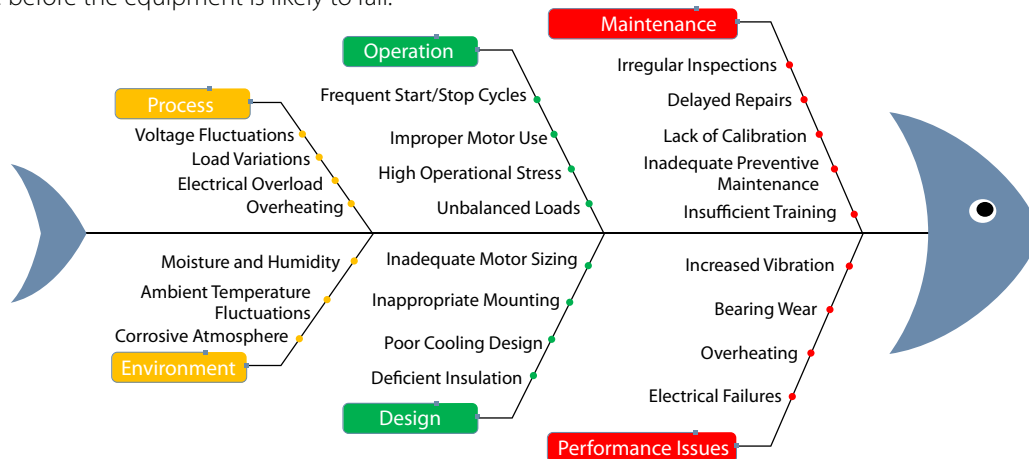 before the equipment is likely to fail.
Maintenance
Operation
Irregular Inspections
Frequent Start/Stop Cycles
Delayed Repairs
Process
Voltage Fluctuations
Improper Motor Use
Lack of Calibration
Load Variations
High Operational Stress
Inadequate Preventive
Maintenance
Electrical Overload
Overheating
Unbalanced Loads
Insufficient Training
Moisture and Humidity
Inadequate Motor Sizing
Increased Vibration
Ambient Temperature
Fluctuations
Inappropriate Mounting
Bearing Wear
Corrosive Atmosphere
Poor Cooling Design
Overheating
Environment
Deficient Insulation
Electrical Failures
Design
Performance Issues